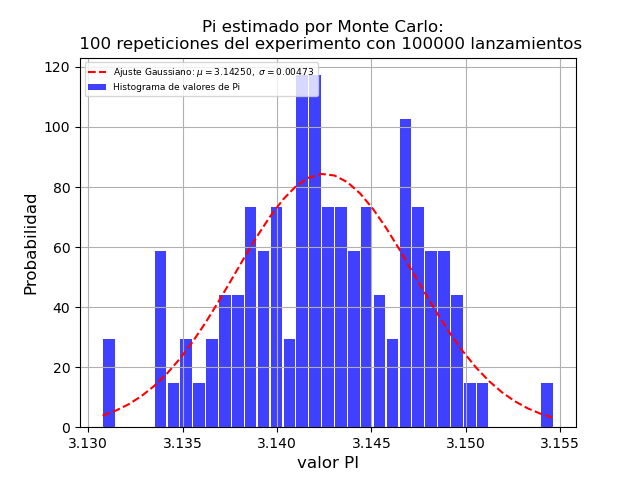 Pi estimado por Monte Carlo:
100 repeticiones del experimento con 100000 lanzamientos
Ajuste Gaussiano: μ = 3.14250, σ = 0.00473
Histograma de valores de Pi
Probabilidad
120
100
80
60
40
20
0
3.130 3.135 3.140 3.145 3.150 3.155
valor PI